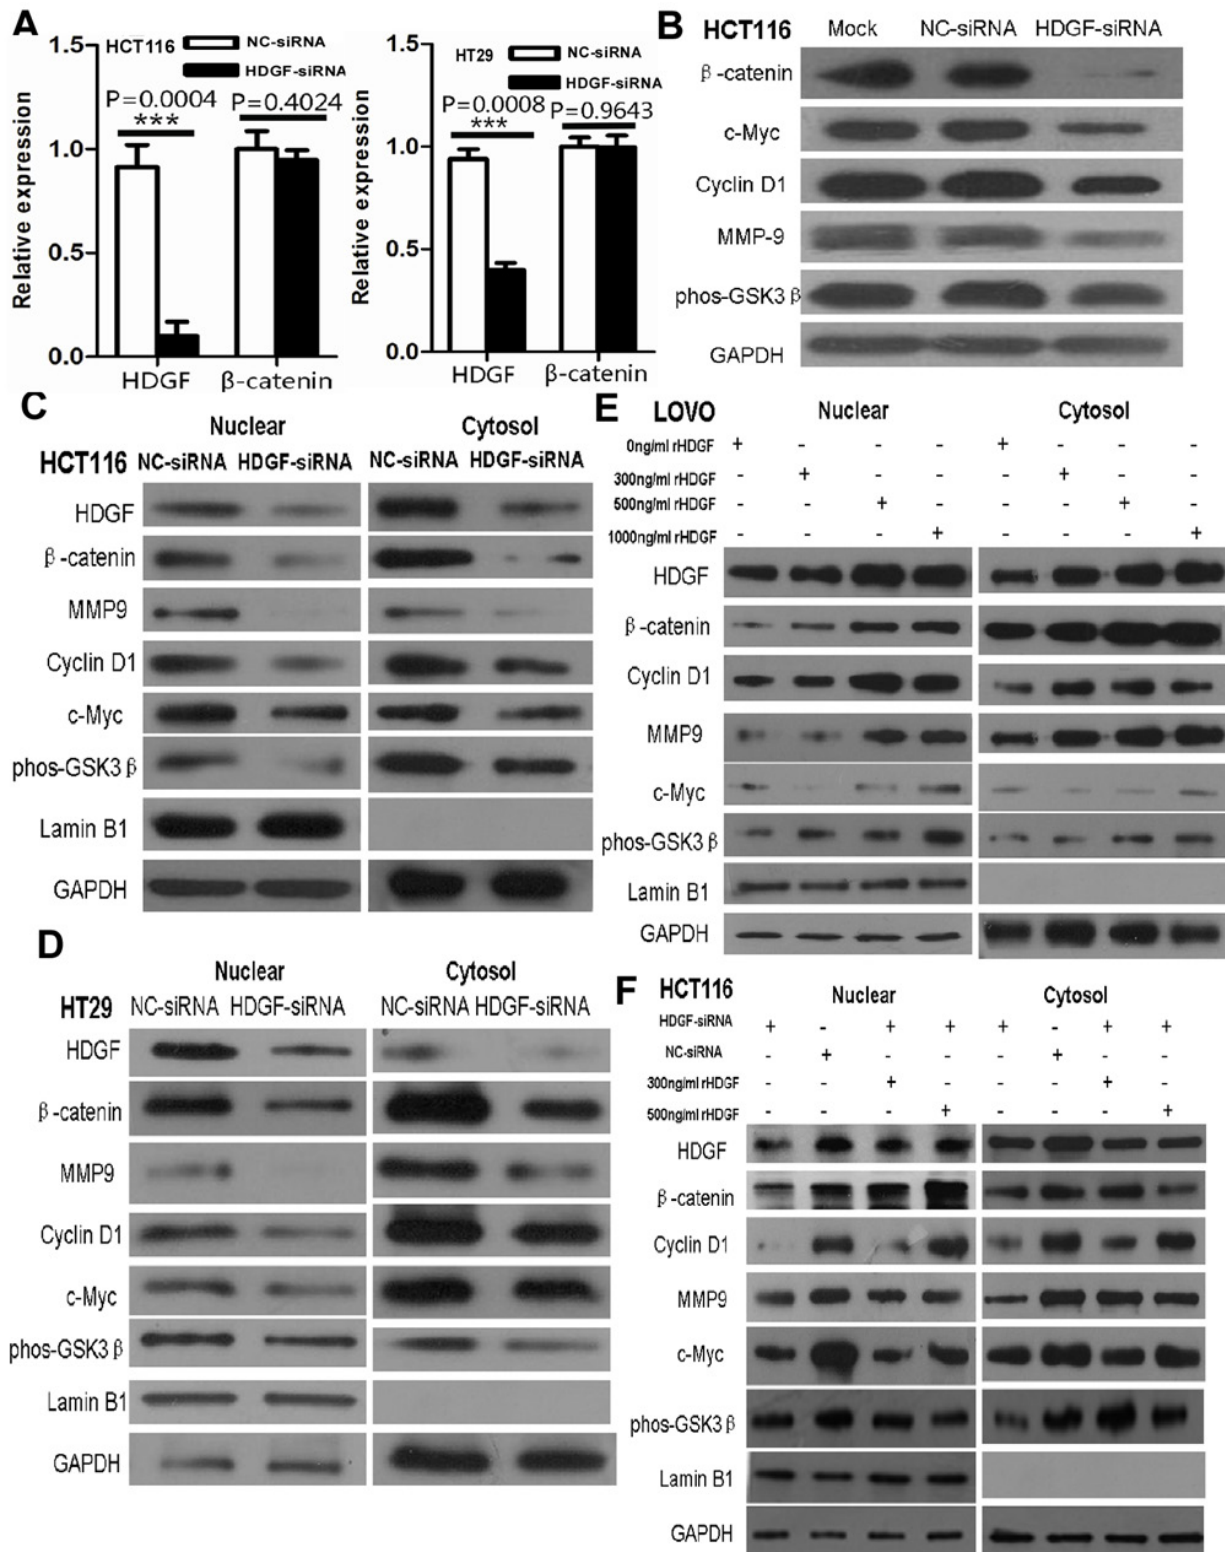 A
HCT116 NC-siRNA
HDGF-siRNA
P=0.0004 P=0.4024
***
Relative expression
1.5
1.0
0.5
0.0
HDGF β-catenin
HT29 NC-siRNA
HDGF-siRNA
P=0.0008 P=0.9643
***
Relative expression
1.5
1.0
0.5
0.0
HDGF β-catenin
B HCT116 Mock NC-siRNA HDGF-siRNA
β-catenin
c-Myc
Cyclin D1
MMP-9
phos-GSK3β
GAPDH
C
Nuclear Cytosol
HCT116 NC-siRNA HDGF-siRNA NC-siRNA HDGF-siRNA
HDGF
β-catenin
MMP9
Cyclin D1
c-Myc
phos-GSK3β
Lamin B1
GAPDH
D
Nuclear Cytosol
HT29 NC-siRNA HDGF-siRNA NC-siRNA HDGF-siRNA
HDGF
β-catenin
MMP9
Cyclin D1
c-Myc
phos-GSK3β
Lamin B1
GAPDH
E LOVO Nuclear Cytosol
0ng/ml rHDGF + - - - + - - -
300ng/ml rHDGF - + - - - + - -
500ng/ml rHDGF - - + - - - + -
1000ng/ml rHDGF - - - + - - - +
HDGF
β-catenin
Cyclin D1
MMP9
c-Myc
phos-GSK3β
Lamin B1
GAPDH
F HCT116 Nuclear Cytosol
HDGF-siRNA + - + + + - + +
NC-siRNA - + - - - + - -
300ng/ml rHDGF - - + - - - + -
500ng/ml rHDGF - - - + - - - +
HDGF
β-catenin
Cyclin D1
MMP9
c-Myc
phos-GSK3β
Lamin B1
GAPDH